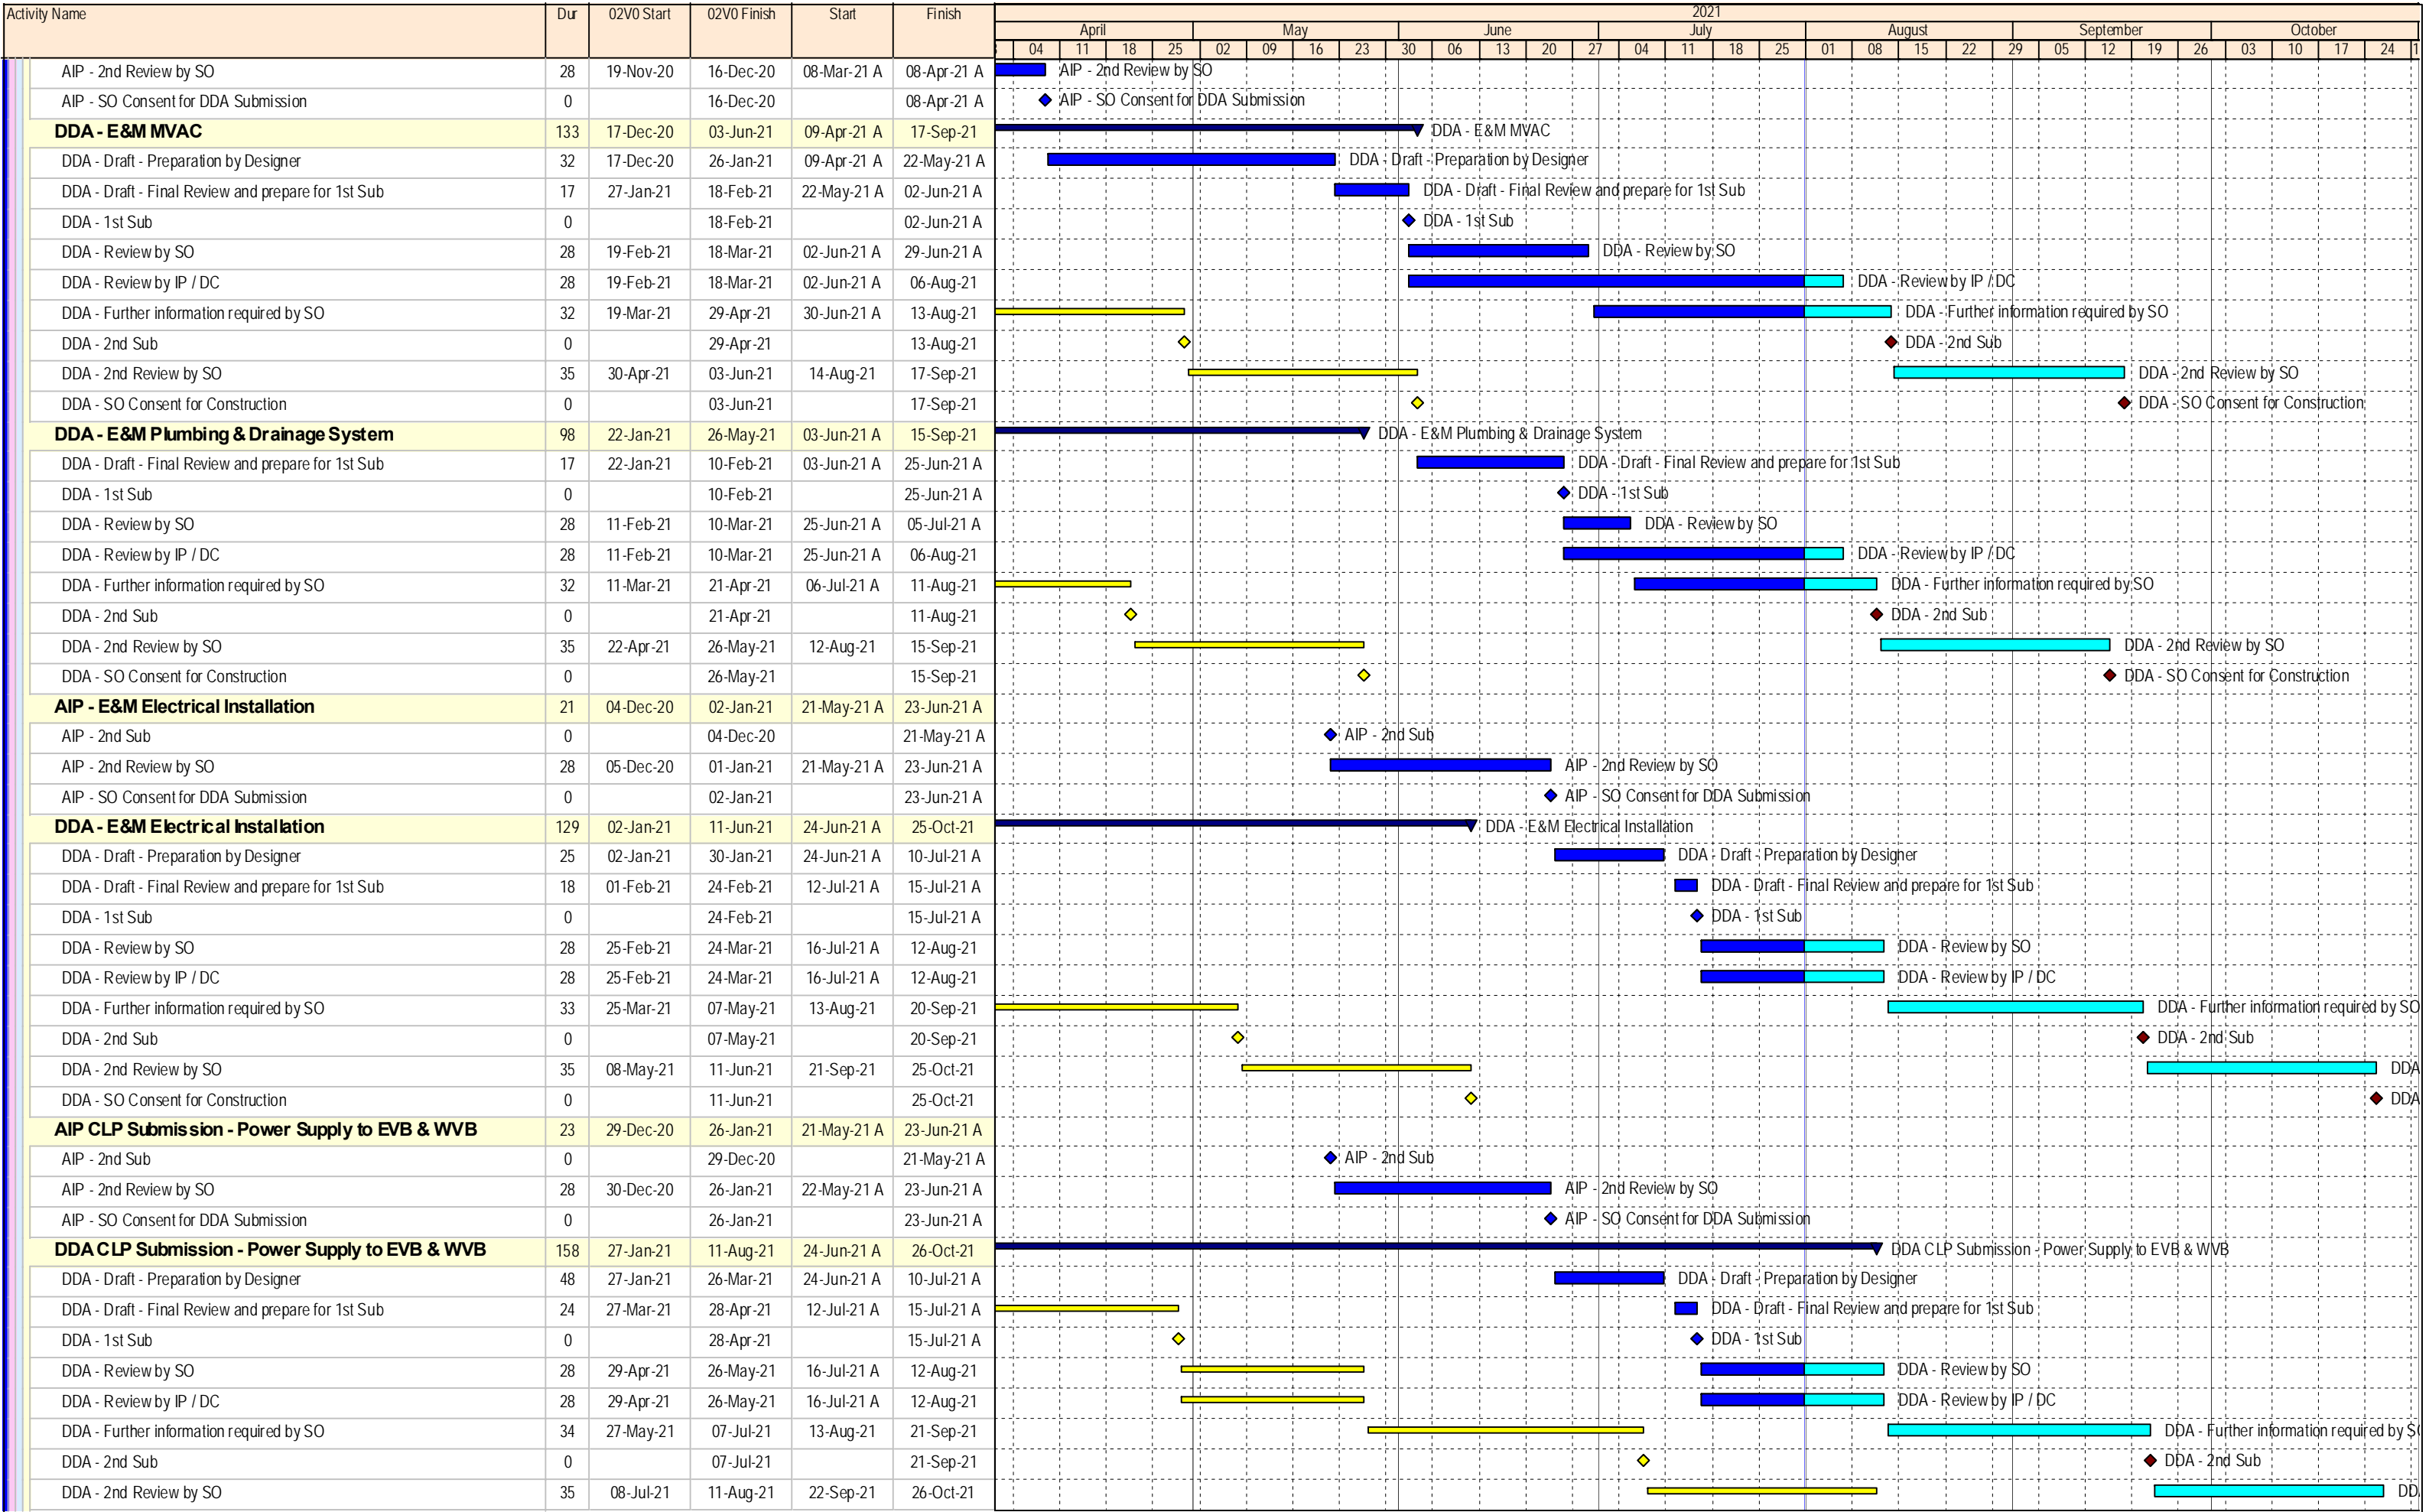 Activity Name Dur 02V0 Start 02V0 Finish Start Finish 2021
April May June July August September October
04 11 18 25 02 09 16 23 30 06 13 20 27 04 11 18 25 01 08 15 22 29 05 12 19 26 03 10 17 24 1
AIP - 2nd Review by SO 28 19-Nov-20 16-Dec-20 08-Mar-21 A 08-Apr-21 A AIP - 2nd Review by SO
AIP - SO Consent for DDA Submission 0 16-Dec-20 08-Apr-21 A AIP - SO Consent for DDA Submission
DDA - E&M MVAC 133 17-Dec-20 03-Jun-21 09-Apr-21 A 17-Sep-21 DDA - E&M MVAC
DDA - Draft - Preparation by Designer 32 17-Dec-20 26-Jan-21 09-Apr-21 A 22-May-21 A DDA - Draft - Preparation by Designer
DDA - Draft - Final Review and prepare for 1st Sub 17 27-Jan-21 18-Feb-21 22-May-21 A 02-Jun-21 A DDA - Draft - Final Review and prepare for 1st Sub
DDA - 1st Sub 0 18-Feb-21 02-Jun-21 A DDA - 1st Sub
DDA - Review by SO 28 19-Feb-21 18-Mar-21 02-Jun-21 A 29-Jun-21 A DDA - Review by SO
DDA - Review by IP / DC 28 19-Feb-21 18-Mar-21 02-Jun-21 A 06-Aug-21 DDA - Review by IP / DC
DDA - Further information required by SO 32 19-Mar-21 29-Apr-21 30-Jun-21 A 13-Aug-21 DDA - Further information required by SO
DDA - 2nd Sub 0 29-Apr-21 13-Aug-21 DDA - 2nd Sub
DDA - 2nd Review by SO 35 30-Apr-21 03-Jun-21 14-Aug-21 17-Sep-21 DDA - 2nd Review by SO
DDA - SO Consent for Construction 0 03-Jun-21 17-Sep-21 DDA - SO Consent for Construction
DDA - E&M Plumbing & Drainage System 98 22-Jan-21 26-May-21 03-Jun-21 A 15-Sep-21 DDA - E&M Plumbing & Drainage System
DDA - Draft - Final Review and prepare for 1st Sub 17 22-Jan-21 10-Feb-21 03-Jun-21 A 25-Jun-21 A DDA - Draft - Final Review and prepare for 1st Sub
DDA - 1st Sub 0 10-Feb-21 25-Jun-21 A DDA - 1st Sub
DDA - Review by SO 28 11-Feb-21 10-Mar-21 25-Jun-21 A 05-Jul-21 A DDA - Review by SO
DDA - Review by IP / DC 28 11-Feb-21 10-Mar-21 25-Jun-21 A 06-Aug-21 DDA - Review by IP / DC
DDA - Further information required by SO 32 11-Mar-21 21-Apr-21 06-Jul-21 A 11-Aug-21 DDA - Further information required by SO
DDA - 2nd Sub 0 21-Apr-21 11-Aug-21 DDA - 2nd Sub
DDA - 2nd Review by SO 35 22-Apr-21 26-May-21 12-Aug-21 15-Sep-21 DDA - 2nd Review by SO
DDA - SO Consent for Construction 0 26-May-21 15-Sep-21 DDA - SO Consent for Construction
AIP - E&M Electrical Installation 21 04-Dec-20 02-Jan-21 21-May-21 A 23-Jun-21 A
AIP - 2nd Sub 0 04-Dec-20 21-May-21 A AIP - 2nd Sub
AIP - 2nd Review by SO 28 05-Dec-20 01-Jan-21 21-May-21 A 23-Jun-21 A AIP - 2nd Review by SO
AIP - SO Consent for DDA Submission 0 02-Jan-21 23-Jun-21 A AIP - SO Consent for DDA Submission
DDA - E&M Electrical Installation 129 02-Jan-21 11-Jun-21 24-Jun-21 A 25-Oct-21 DDA - E&M Electrical Installation
DDA - Draft - Preparation by Designer 25 02-Jan-21 30-Jan-21 24-Jun-21 A 10-Jul-21 A DDA - Draft - Preparation by Designer
DDA - Draft - Final Review and prepare for 1st Sub 18 01-Feb-21 24-Feb-21 12-Jul-21 A 15-Jul-21 A DDA - Draft - Final Review and prepare for 1st Sub
DDA - 1st Sub 0 24-Feb-21 15-Jul-21 A DDA - 1st Sub
DDA - Review by SO 28 25-Feb-21 24-Mar-21 16-Jul-21 A 12-Aug-21 DDA - Review by SO
DDA - Review by IP / DC 28 25-Feb-21 24-Mar-21 16-Jul-21 A 12-Aug-21 DDA - Review by IP / DC
DDA - Further information required by SO 33 25-Mar-21 07-May-21 13-Aug-21 20-Sep-21 DDA - Further information required by SO
DDA - 2nd Sub 0 07-May-21 20-Sep-21 DDA - 2nd Sub
DDA - 2nd Review by SO 35 08-May-21 11-Jun-21 21-Sep-21 25-Oct-21 DDA
DDA - SO Consent for Construction 0 11-Jun-21 25-Oct-21 DDA
AIP CLP Submission - Power Supply to EVB & WVB 23 29-Dec-20 26-Jan-21 21-May-21 A 23-Jun-21 A
AIP - 2nd Sub 0 29-Dec-20 21-May-21 A AIP - 2nd Sub
AIP - 2nd Review by SO 28 30-Dec-20 26-Jan-21 22-May-21 A 23-Jun-21 A AIP - 2nd Review by SO
AIP - SO Consent for DDA Submission 0 26-Jan-21 23-Jun-21 A AIP - SO Consent for DDA Submission
DDA CLP Submission - Power Supply to EVB & WVB 158 27-Jan-21 11-Aug-21 24-Jun-21 A 26-Oct-21 DDA CLP Submission - Power Supply to EVB & WVB
DDA - Draft - Preparation by Designer 48 27-Jan-21 26-Mar-21 24-Jun-21 A 10-Jul-21 A DDA - Draft - Preparation by Designer
DDA - Draft - Final Review and prepare for 1st Sub 24 27-Mar-21 28-Apr-21 12-Jul-21 A 15-Jul-21 A DDA - Draft - Final Review and prepare for 1st Sub
DDA - 1st Sub 0 28-Apr-21 15-Jul-21 A DDA - 1st Sub
DDA - Review by SO 28 29-Apr-21 26-May-21 16-Jul-21 A 12-Aug-21 DDA - Review by SO
DDA - Review by IP / DC 28 29-Apr-21 26-May-21 16-Jul-21 A 12-Aug-21 DDA - Review by IP / DC
DDA - Further information required by SO 34 27-May-21 07-Jul-21 13-Aug-21 21-Sep-21 DDA - Further information required by S
DDA - 2nd Sub 0 07-Jul-21 21-Sep-21 DDA - 2nd Sub
DDA - 2nd Review by SO 35 08-Jul-21 11-Aug-21 22-Sep-21 26-Oct-21 DD